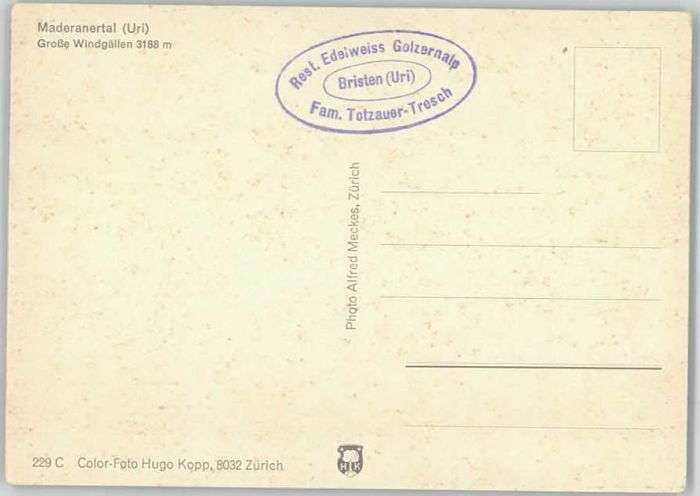 Maderanertal (Uri)
Große Windgällen 3188 m
Rest. Edelweiss Golzernalp
Bristen (Uri)
Fam. Totzauer-Tresch
Photo Alfred Meckes, Zürich
229 C Color-Foto Hugo Kopp, 8032 Zürich
H K